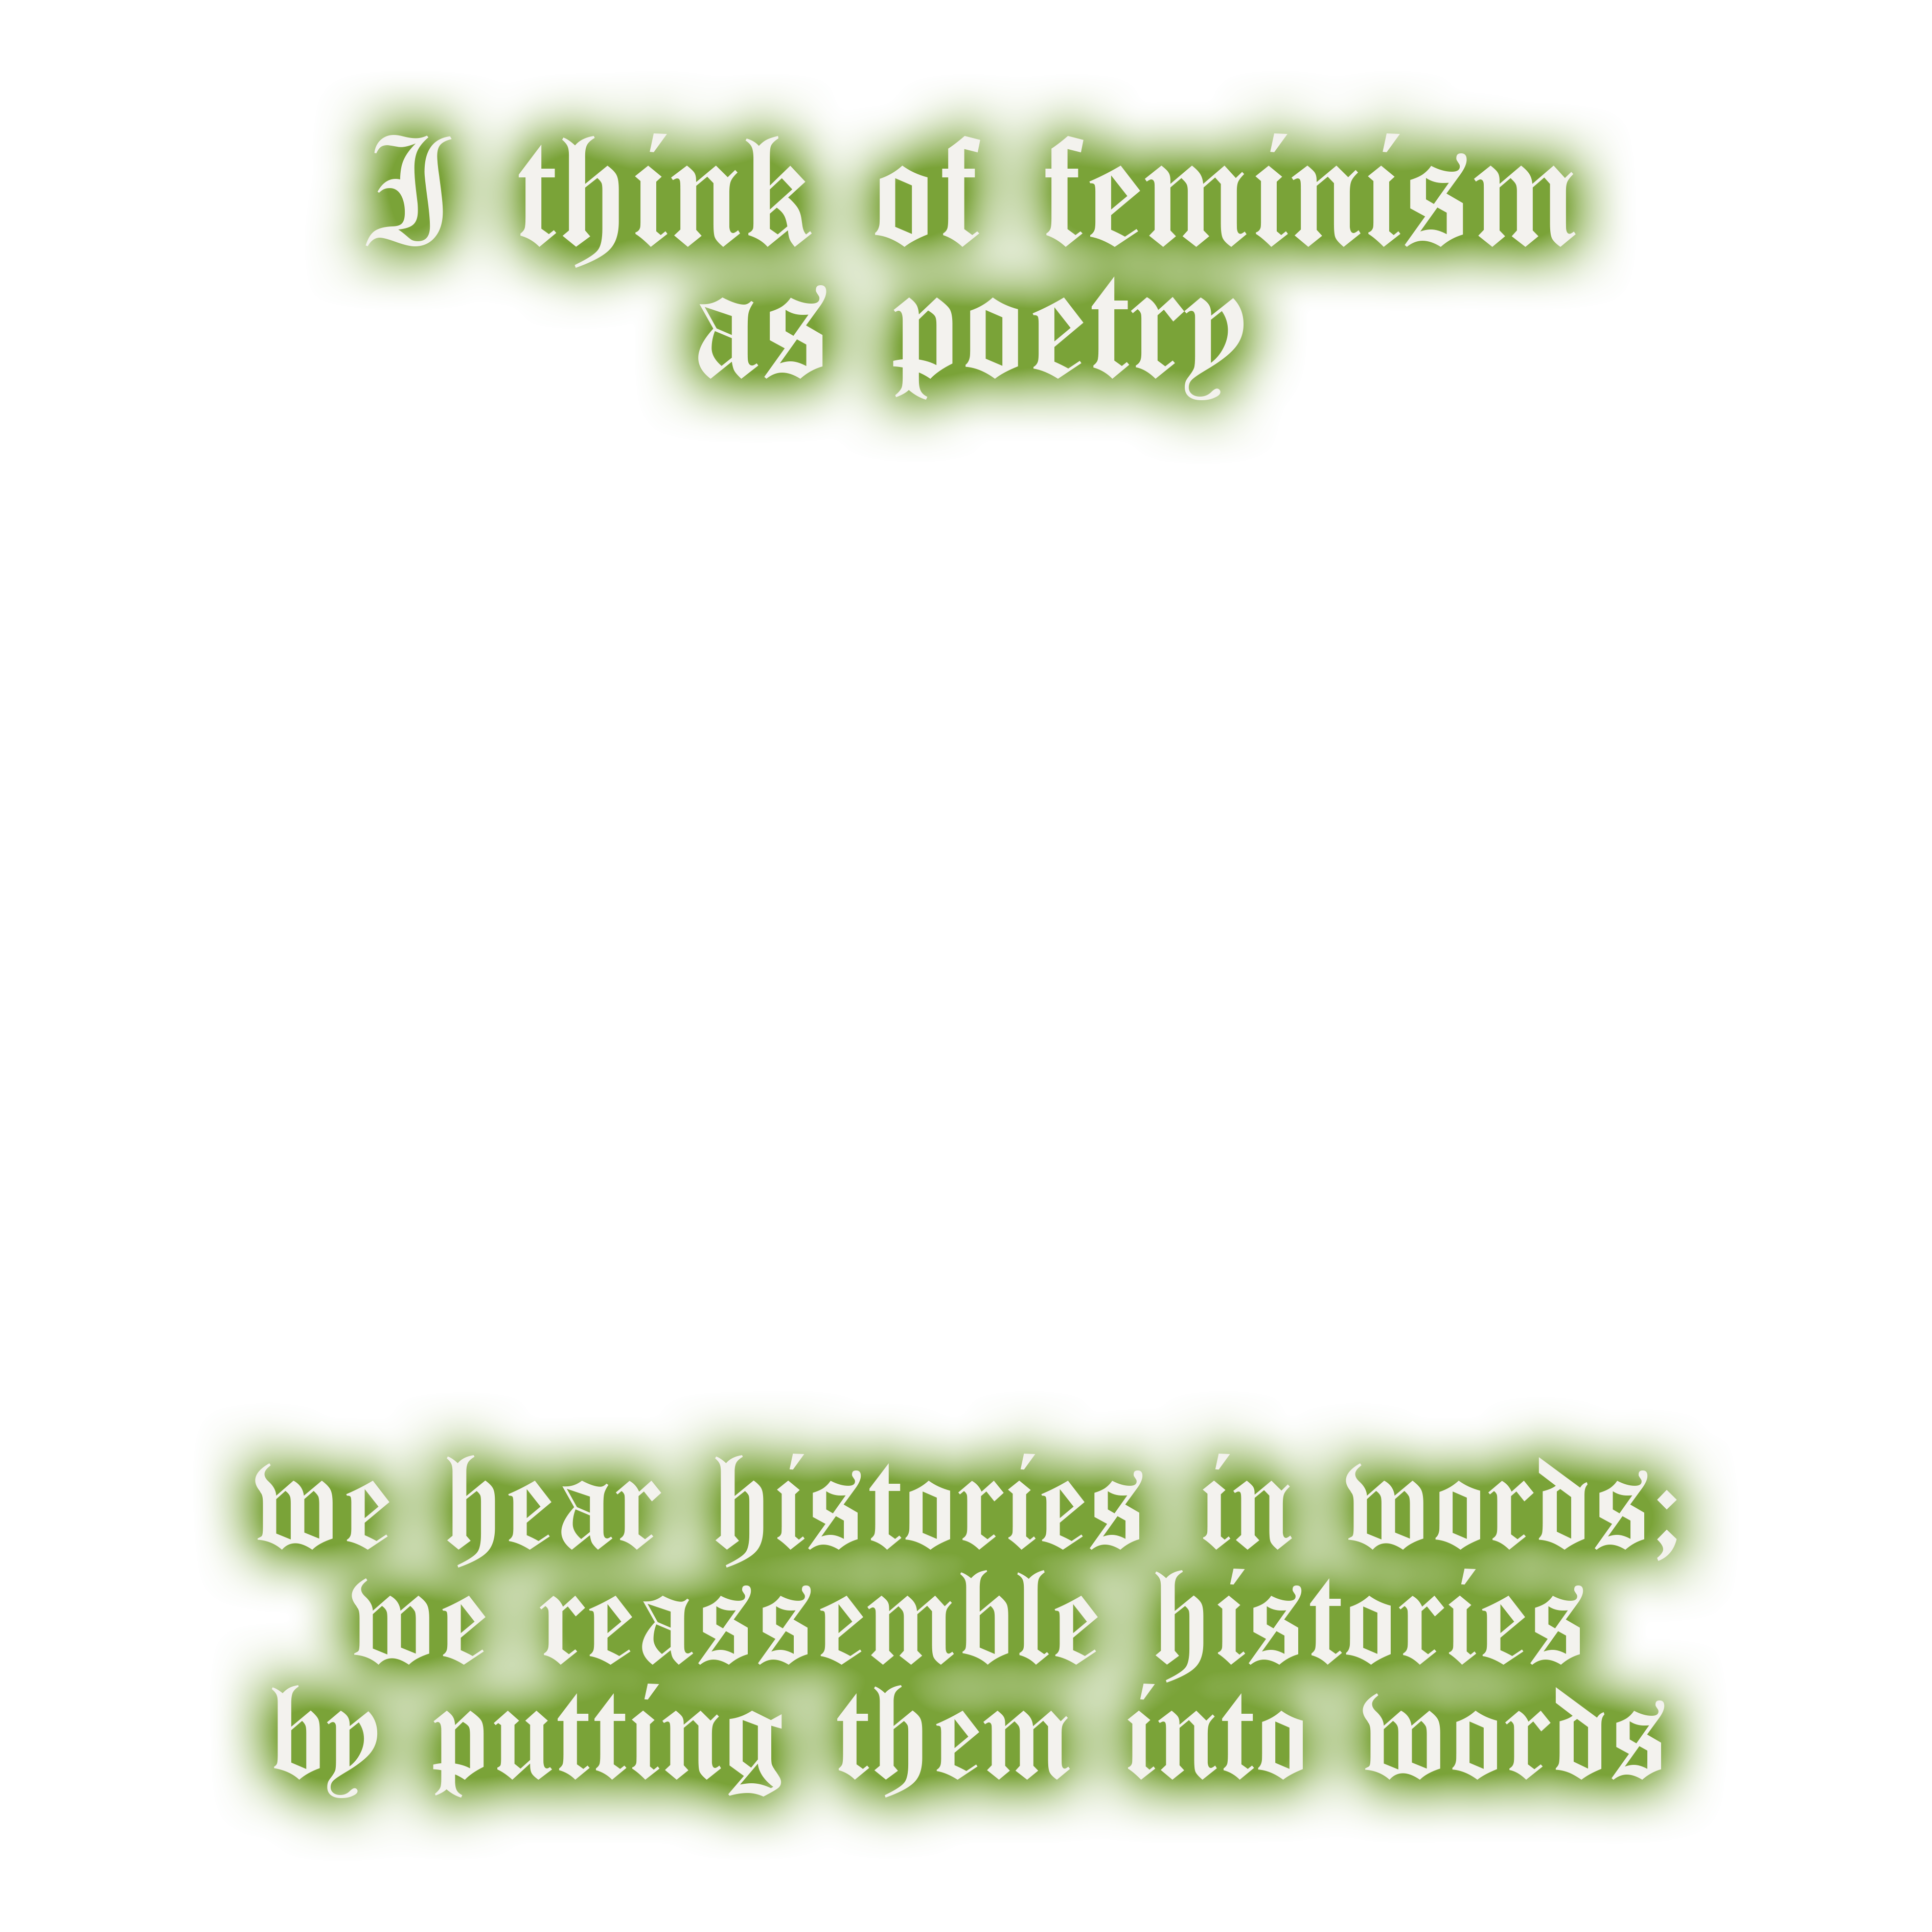 I think of feminism
as poetry
we hear histories in words;
we reassemble histories
by putting them into words